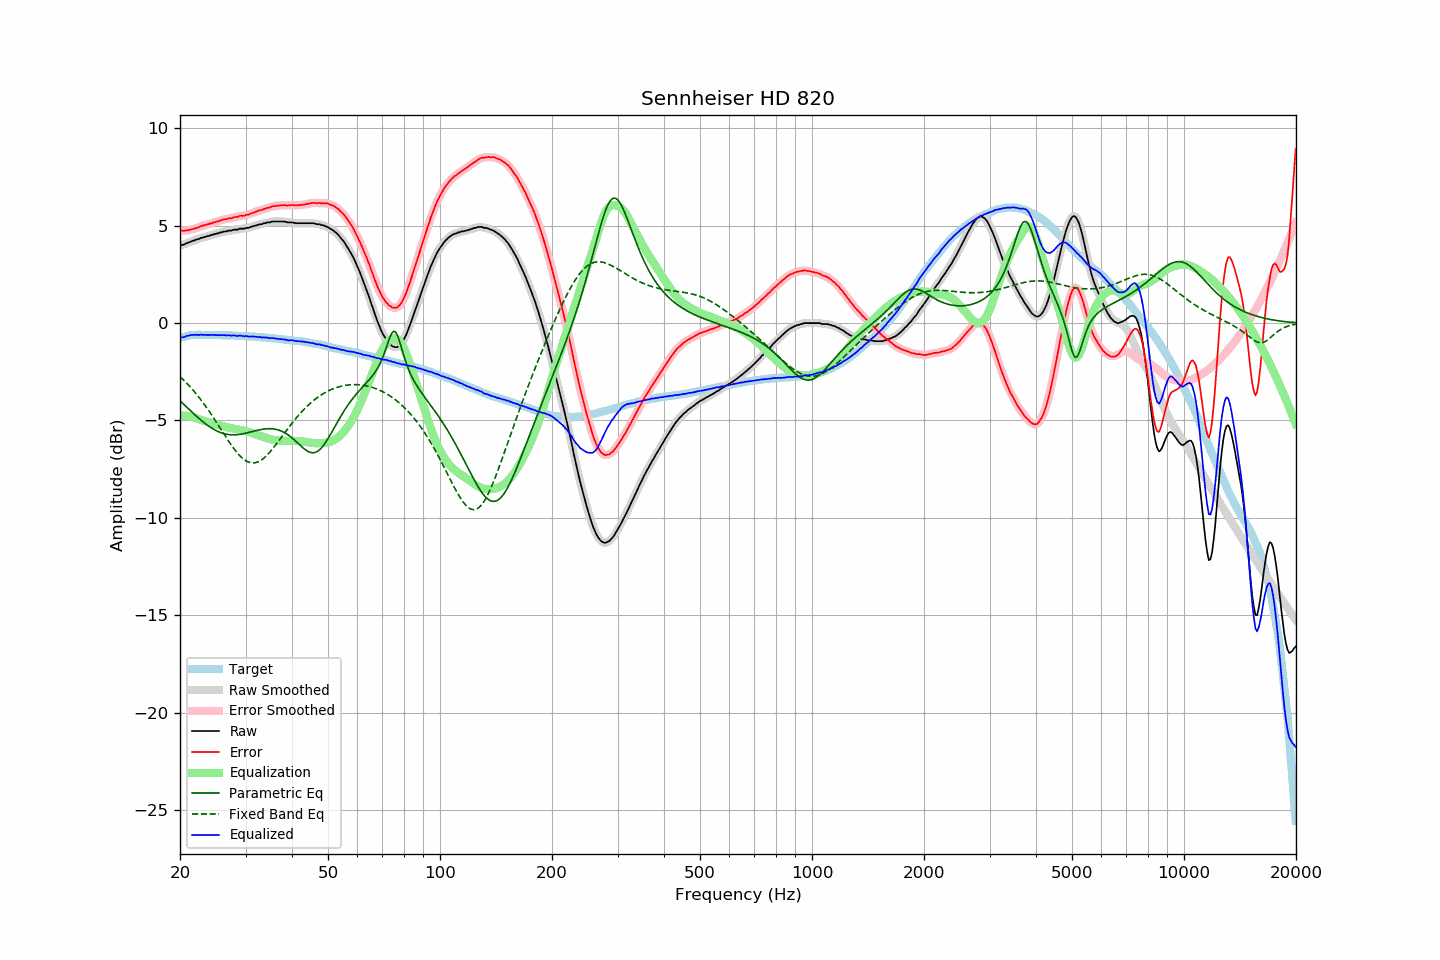 Sennheiser HD 820
Amplitude (dBr)
10
5
0
−5
−10
−15
−20
−25
Target
Raw Smoothed
Error Smoothed
Raw
Error
Equalization
Parametric Eq
Fixed Band Eq
Equalized
20 50 100 200 500 1000 2000 5000 10000 20000
Frequency (Hz)